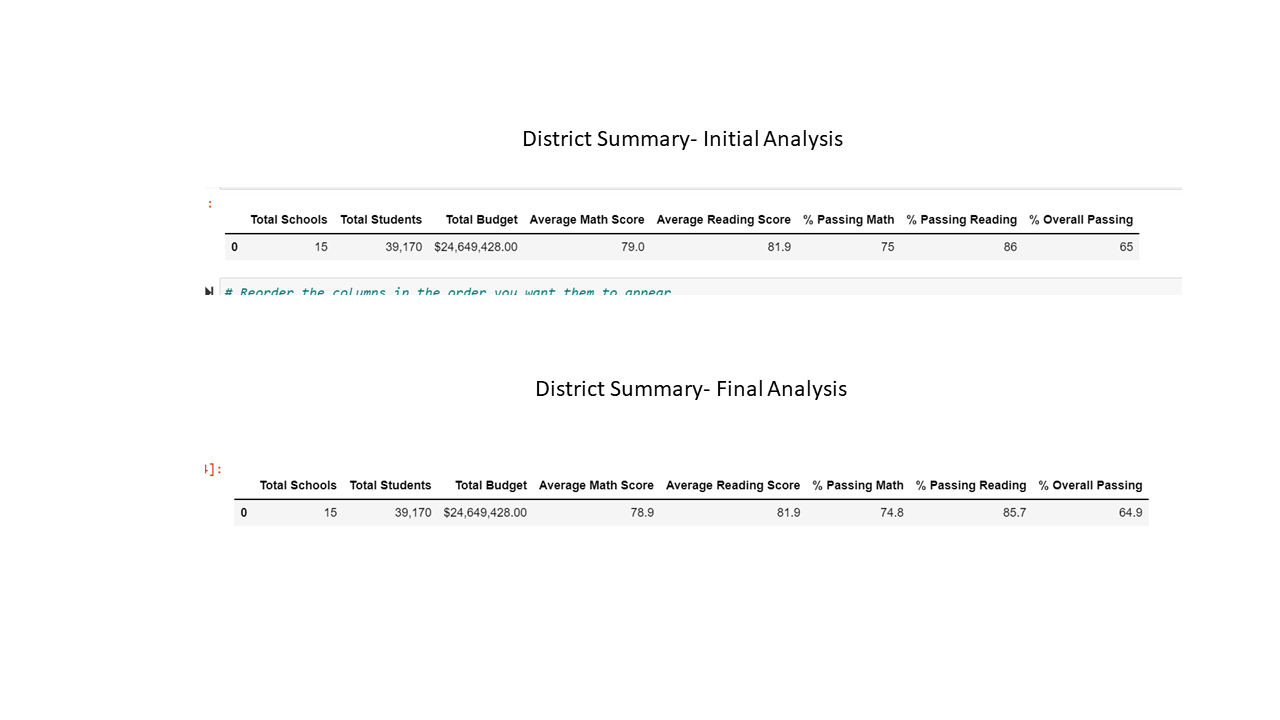 District Summary- Initial Analysis
:
Total Schools Total Students Total Budget Average Math Score Average Reading Score % Passing Math % Passing Reading % Overall Passing
0 15 39,170 $24,649,428.00 79.0 81.9 75 86 65
# Reorder the columns in the order you want them to appear
District Summary- Final Analysis
4]:
Total Schools Total Students Total Budget Average Math Score Average Reading Score % Passing Math % Passing Reading % Overall Passing
0 15 39,170 $24,649,428.00 78.9 81.9 74.8 85.7 64.9